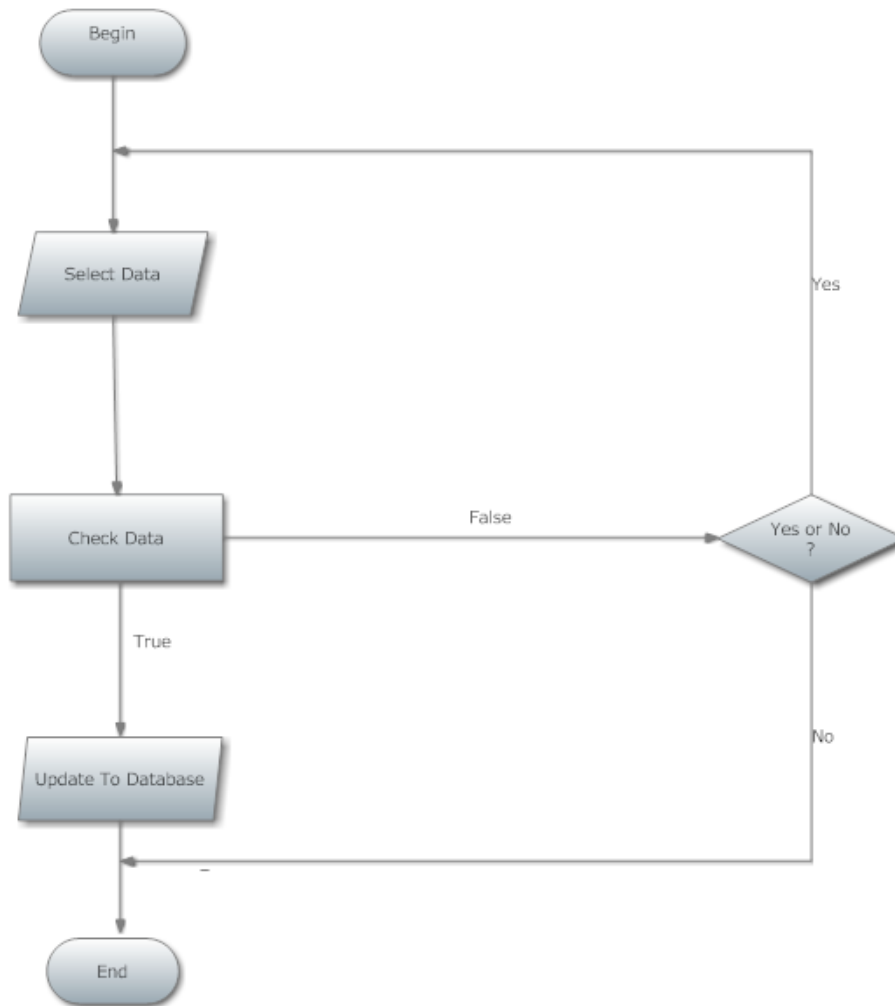 Begin
Select Data
Yes
Check Data
False
Yes or No
?
True
Update To Database
No
_
End